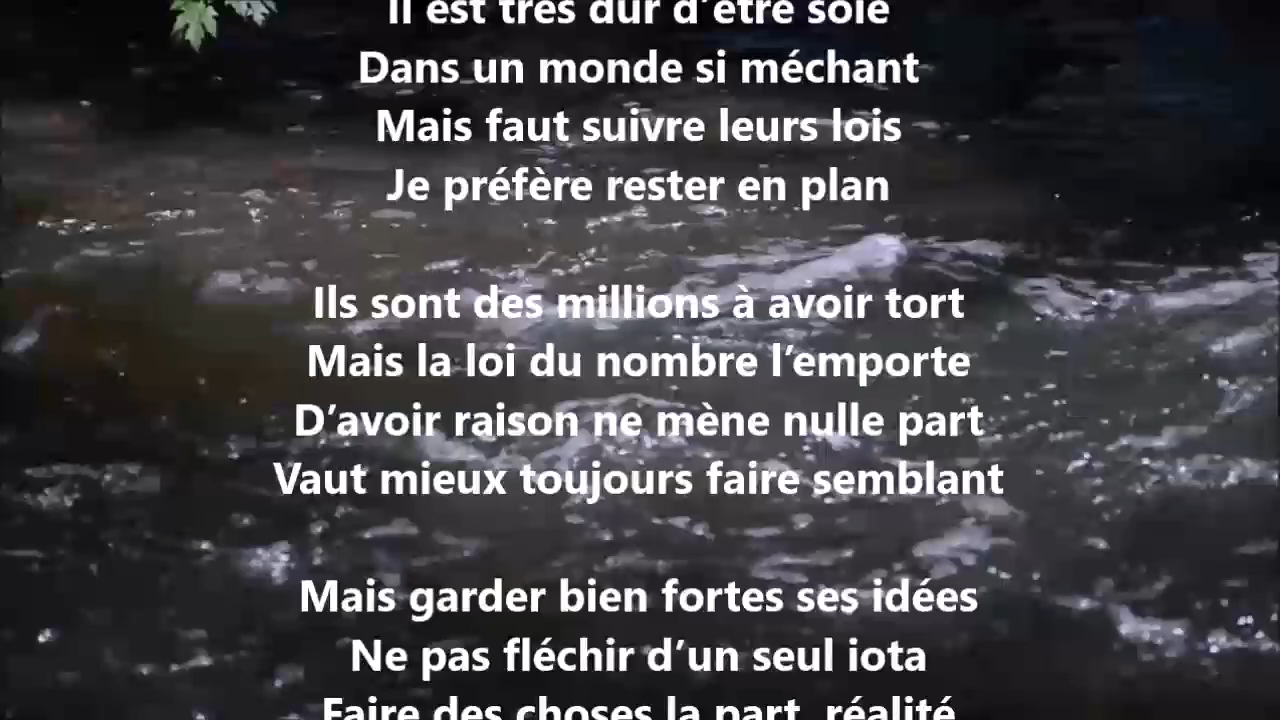 Il est très dur d'être soie
Dans un monde si méchant
Mais faut suivre leurs lois
Je préfère rester en plan
Ils sont des millions à avoir tort
Mais la loi du nombre l’emporte
D’avoir raison ne mène nulle part
Vaut mieux toujours faire semblant
Mais garder bien fortes ses idées
Ne pas fléchir d’un seul iota
Faire des choses la part, réalité